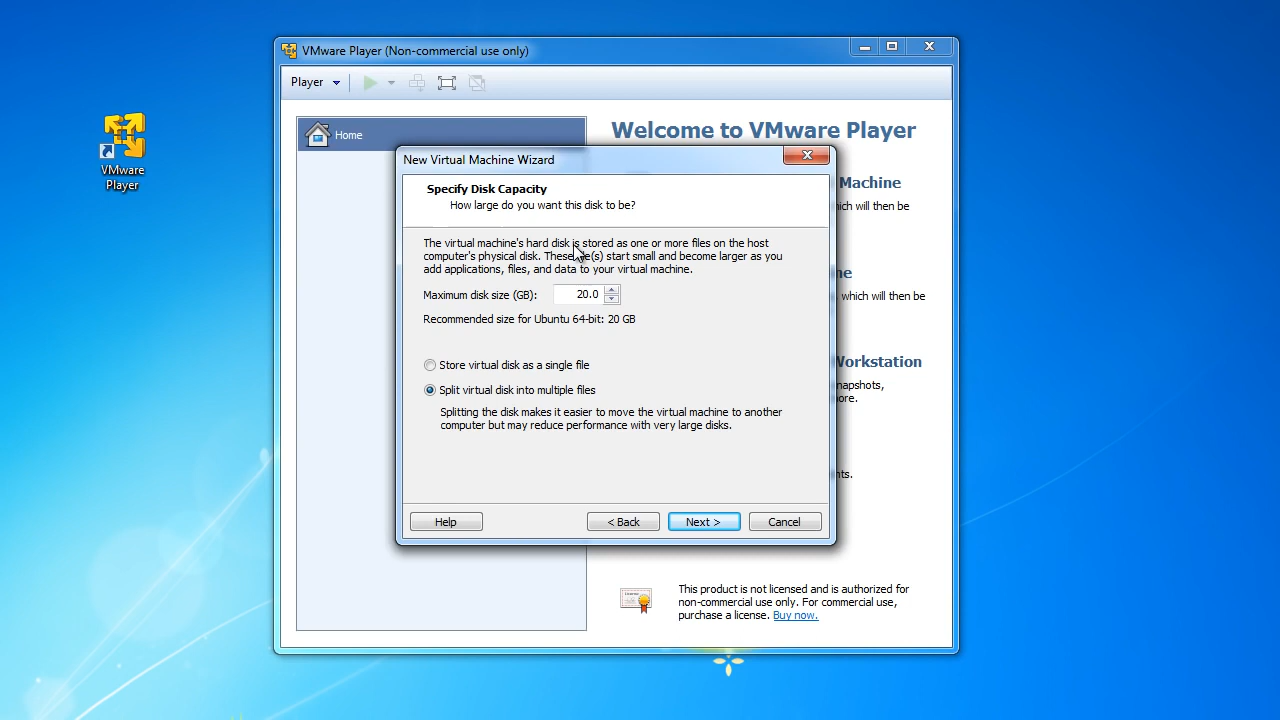 VMware Player (Non-commercial use only)
Player
Home
Welcome to VMware Player
VMware
Player
New Virtual Machine Wizard
Machine
which will then be
Specify Disk Capacity
How large do you want this disk to be?
The virtual machine's hard disk is stored as one or more files on the host
computer's physical disk. These file(s) start small and become larger as you
add applications, files, and data to your virtual machine.
Maximum disk size (GB): 20.0
which will then be
Recommended size for Ubuntu 64-bit: 20 GB
Store virtual disk as a single file
Workstation
Split virtual disk into multiple files
Splitting the disk makes it easier to move the virtual machine to another
computer but may reduce performance with very large disks.
Help
< Back
Next >
Cancel
This product is not licensed and is authorized for
non-commercial use only. For commercial use,
purchase a license. Buy now.